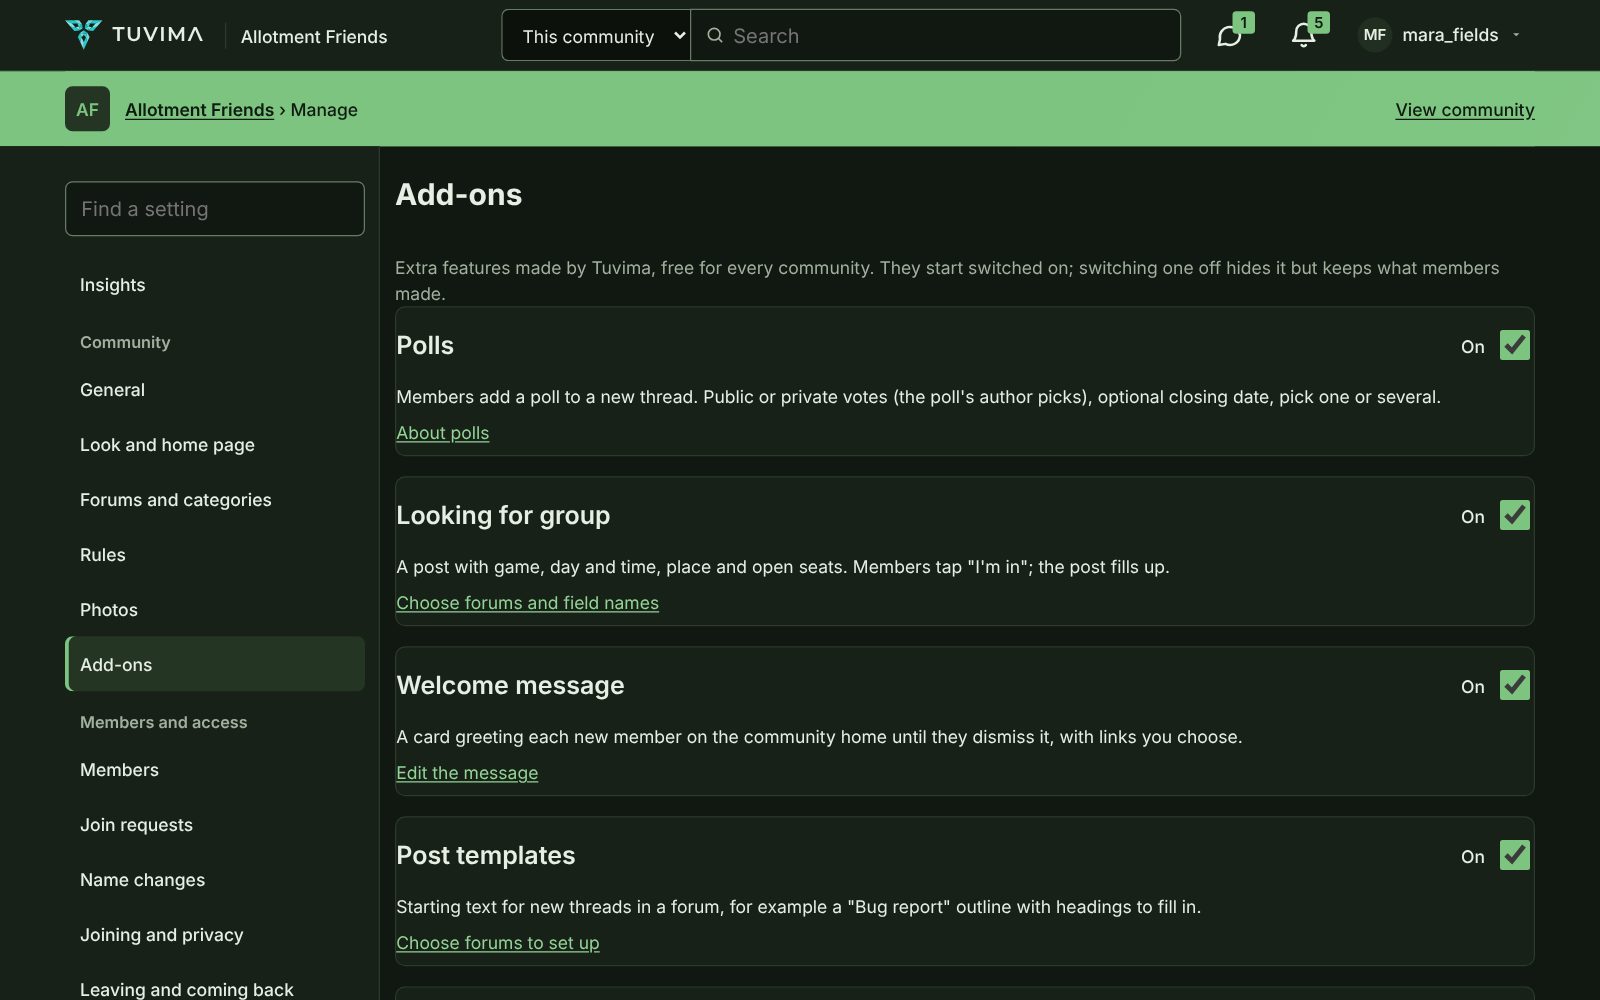 TUVIMA
Allotment Friends
This community
Search
1
5
MF
mara_fields
AF
Allotment Friends › Manage
View community
Find a setting
Insights
Community
General
Look and home page
Forums and categories
Rules
Photos
Add-ons
Members and access
Members
Join requests
Name changes
Joining and privacy
Leaving and coming back
Add-ons
Extra features made by Tuvima, free for every community. They start switched on; switching one off hides it but keeps what members
made.
Polls
On
Members add a poll to a new thread. Public or private votes (the poll's author picks), optional closing date, pick one or several.
About polls
Looking for group
On
A post with game, day and time, place and open seats. Members tap "I'm in"; the post fills up.
Choose forums and field names
Welcome message
On
A card greeting each new member on the community home until they dismiss it, with links you choose.
Edit the message
Post templates
On
Starting text for new threads in a forum, for example a "Bug report" outline with headings to fill in.
Choose forums to set up